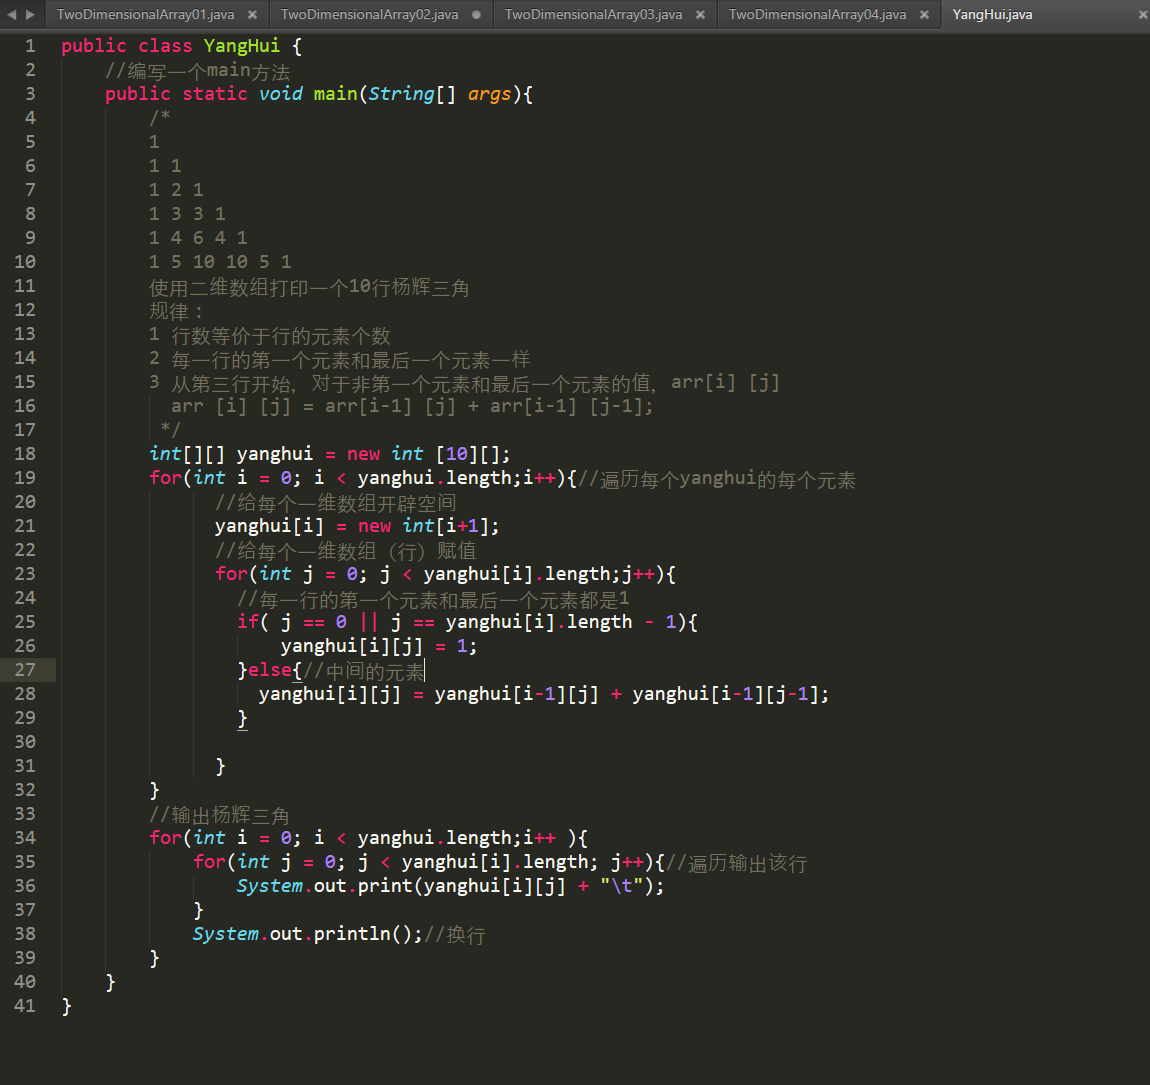 TwoDimensionalArray01.java × TwoDimensionalArray02.java TwoDimensionalArray03.java × TwoDimensionalArray04.java × YangHui.java ×
1 public class YangHui {
2 //编写一个main方法
3 public static void main(String[] args){
4 /*
5 1
6 1 1
7 1 2 1
8 1 3 3 1
9 1 4 6 4 1
10 1 5 10 10 5 1
11 使用二维数组打印一个10行杨辉三角
12 规律：
13 1 行数等价于行的元素个数
14 2 每一行的第一个元素和最后一个元素一样
15 3 从第三行开始，对于非第一个元素和最后一个元素的值，arr[i] [j]
16 arr [i] [j] = arr[i-1] [j] + arr[i-1] [j-1];
17 */
18 int[][] yanghui = new int [10][];
19 for(int i = 0; i < yanghui.length;i++){//遍历每个yanghui的每个元素
20 //给每个一维数组开辟空间
21 yanghui[i] = new int[i+1];
22 //给每个一维数组（行）赋值
23 for(int j = 0; j < yanghui[i].length;j++){
24 //每一行的第一个元素和最后一个元素都是1
25 if( j == 0 || j == yanghui[i].length - 1){
26 yanghui[i][j] = 1;
27 }else{//中间的元素
28 yanghui[i][j] = yanghui[i-1][j] + yanghui[i-1][j-1];
29 }
30
31 }
32 }
33 //输出杨辉三角
34 for(int i = 0; i < yanghui.length;i++ ){
35 for(int j = 0; j < yanghui[i].length; j++){//遍历输出该行
36 System.out.print(yanghui[i][j] + "\t");
37 }
38 System.out.println();//换行
39 }
40 }
41 }